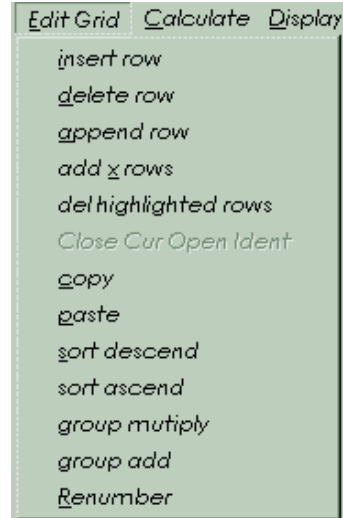 Edit Grid Calculate Display
insert row
delete row
append row
add x rows
del highlighted rows
Close Cur Open Ident
copy
paste
sort descend
sort ascend
group mutiply
group add
Renumber